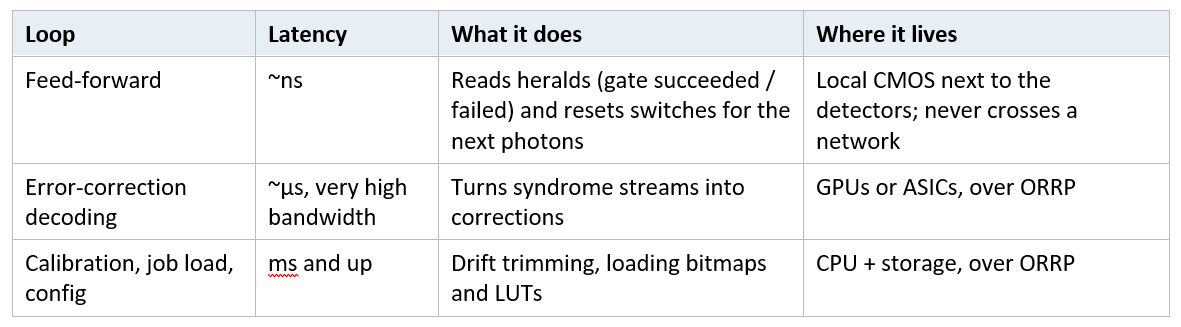 Loop Latency What it does Where it lives
Feed-forward ~ns Reads heralds (gate succeeded / Local CMOS next to the
failed) and resets switches for the detectors; never crosses a
next photons network
Error-correction ~μs, very high Turns syndrome streams into GPUs or ASICs, over ORRP
decoding bandwidth corrections
Calibration, job load, ms and up Drift trimming, loading bitmaps CPU + storage, over ORRP
config and LUTs